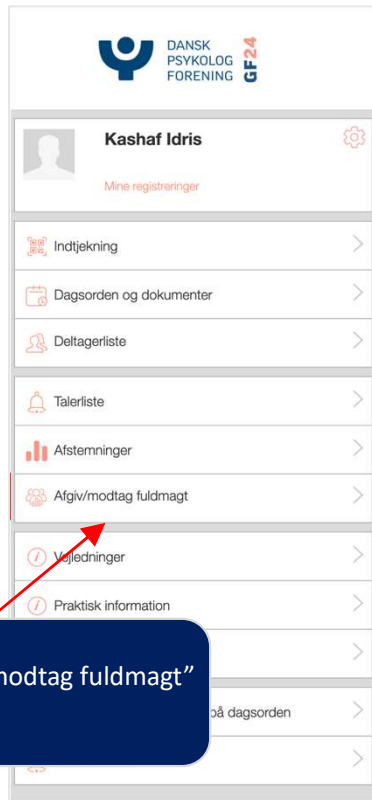 DANSK
PSYKOLOG
FORENING
GF24
Kashaf Idris
Mine registreringer
Indtjekning
Dagsorden og dokumenter
Deltagerliste
Talerliste
Afstemninger
Afgiv/modtag fuldmagt
Vejledninger
Praktisk information
modtag fuldmagt”
på dagsorden